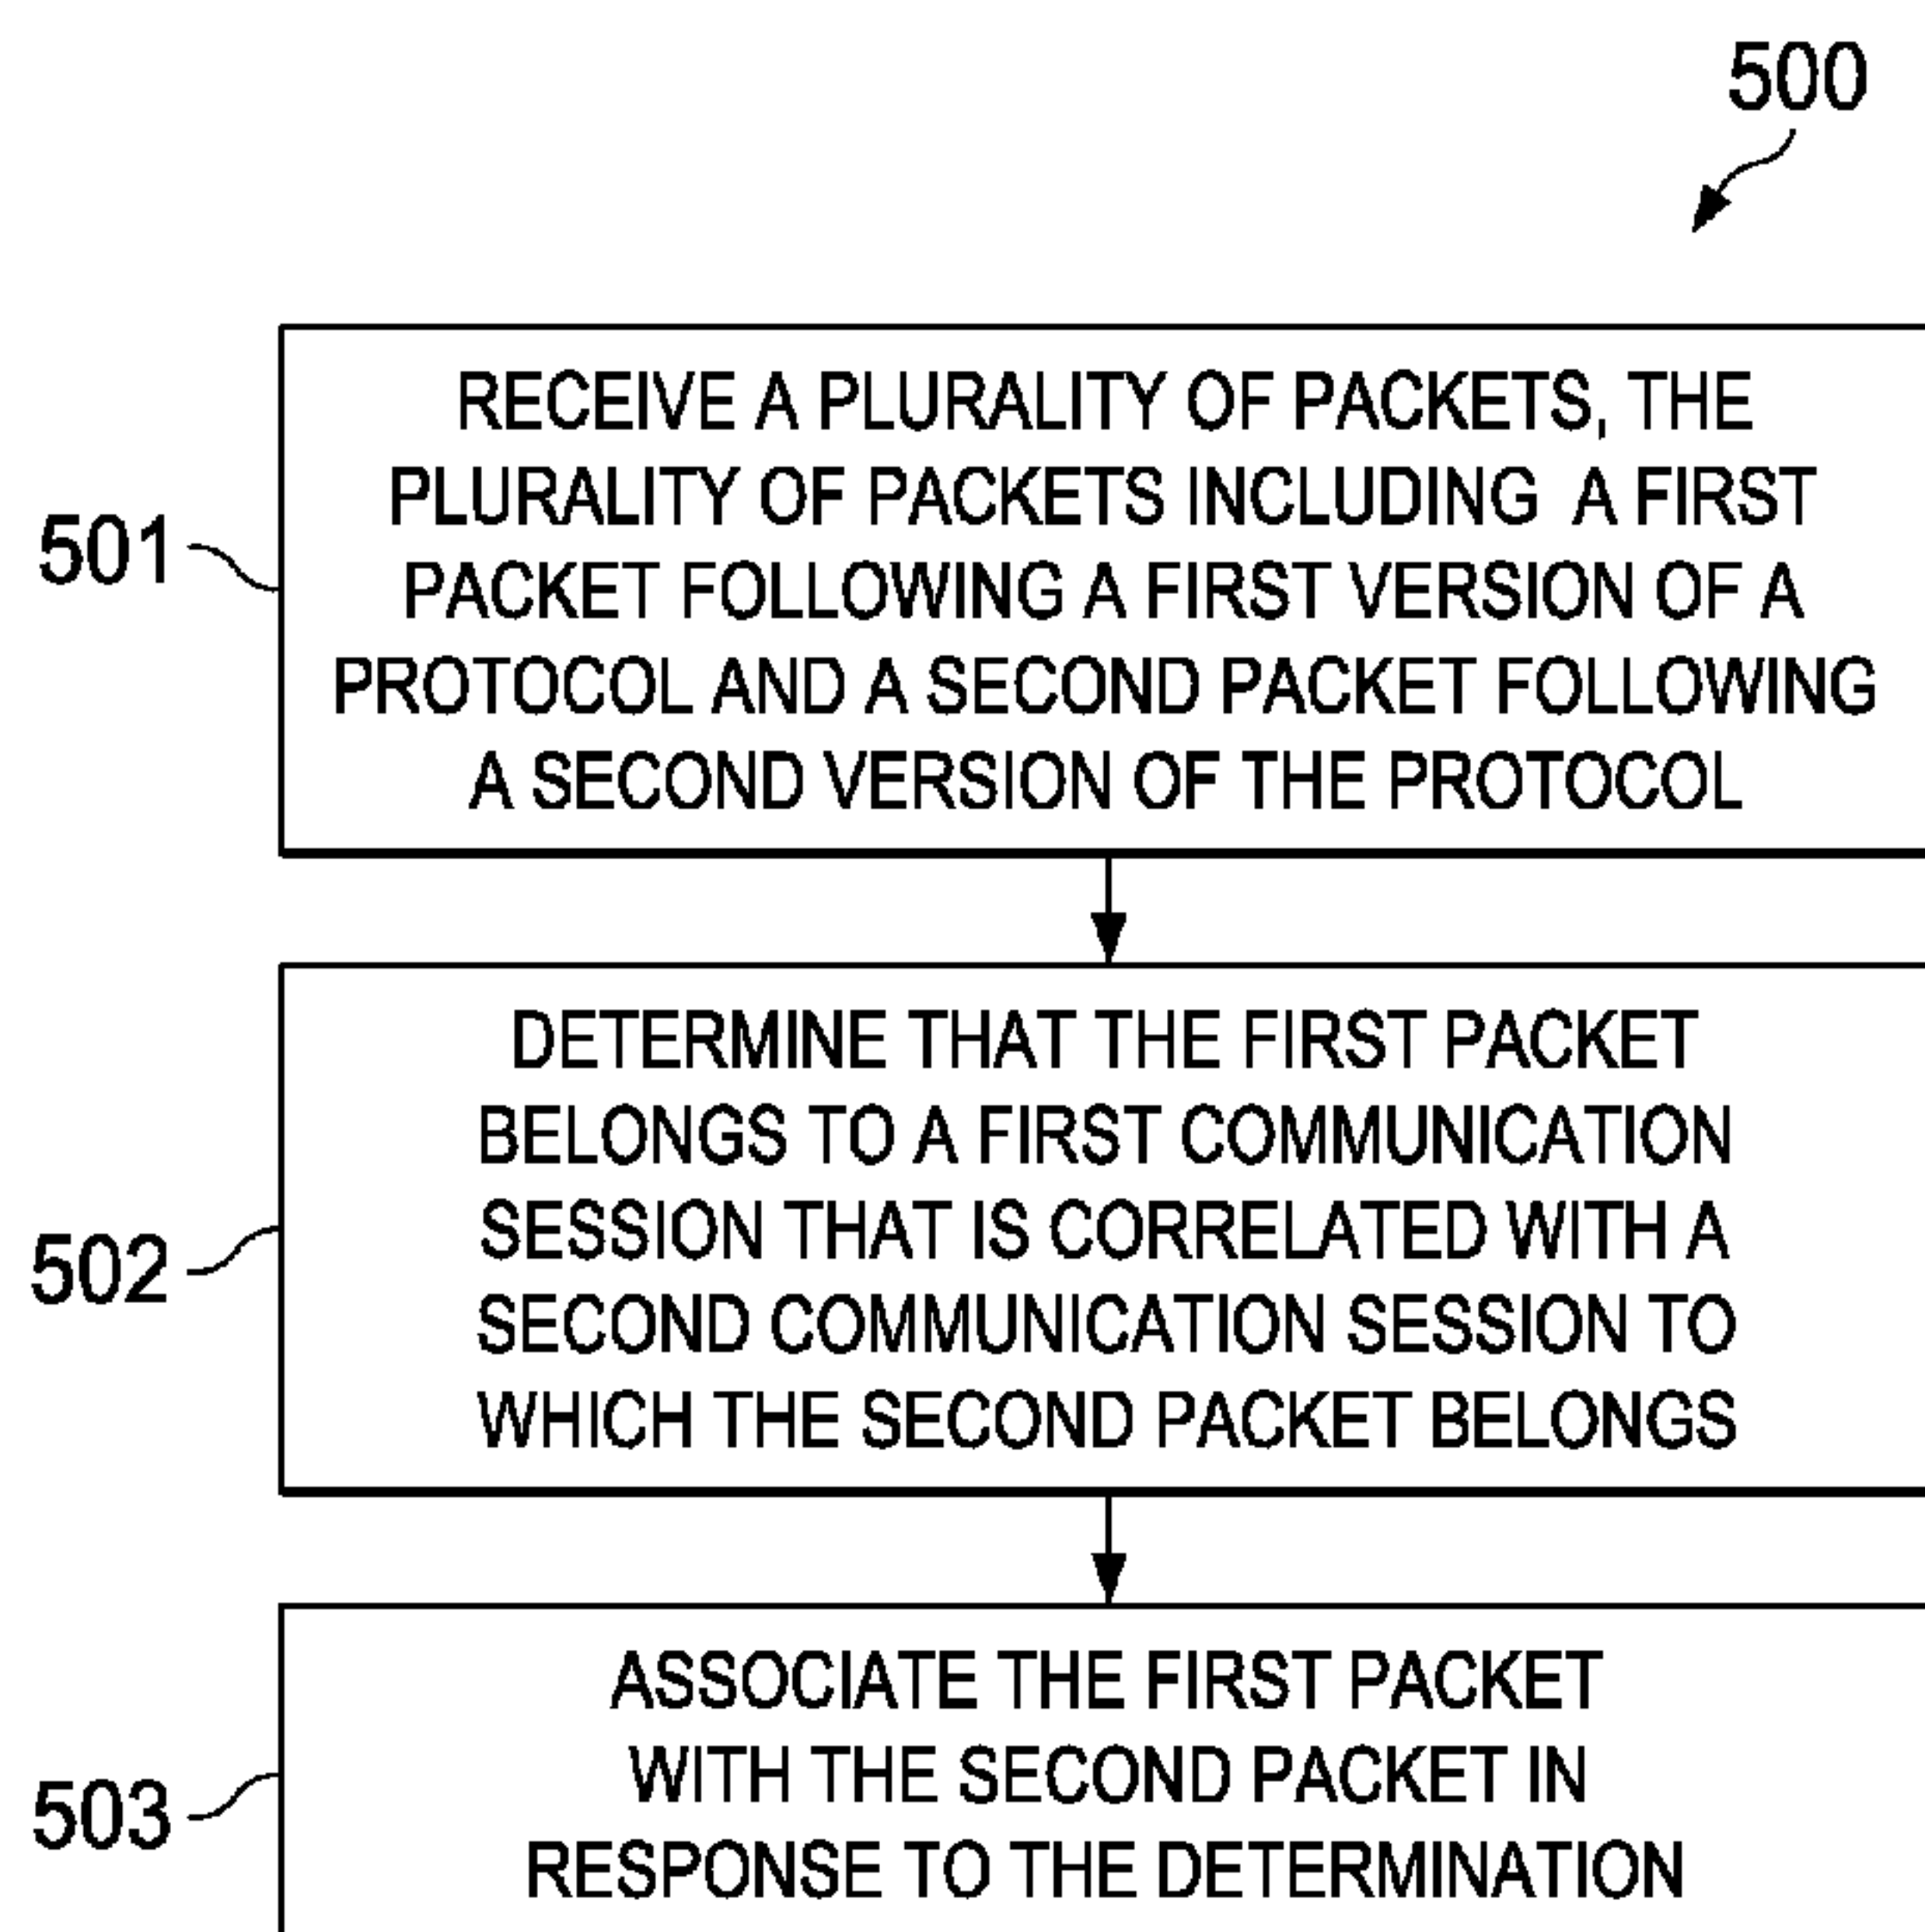 500
501
RECEIVE A PLURALITY OF PACKETS, THE
PLURALITY OF PACKETS INCLUDING A FIRST
PACKET FOLLOWING A FIRST VERSION OF A
PROTOCOL AND A SECOND PACKET FOLLOWING
A SECOND VERSION OF THE PROTOCOL
502
DETERMINE THAT THE FIRST PACKET
BELONGS TO A FIRST COMMUNICATION
SESSION THAT IS CORRELATED WITH A
SECOND COMMUNICATION SESSION TO
WHICH THE SECOND PACKET BELONGS
503
ASSOCIATE THE FIRST PACKET
WITH THE SECOND PACKET IN
RESPONSE TO THE DETERMINATION